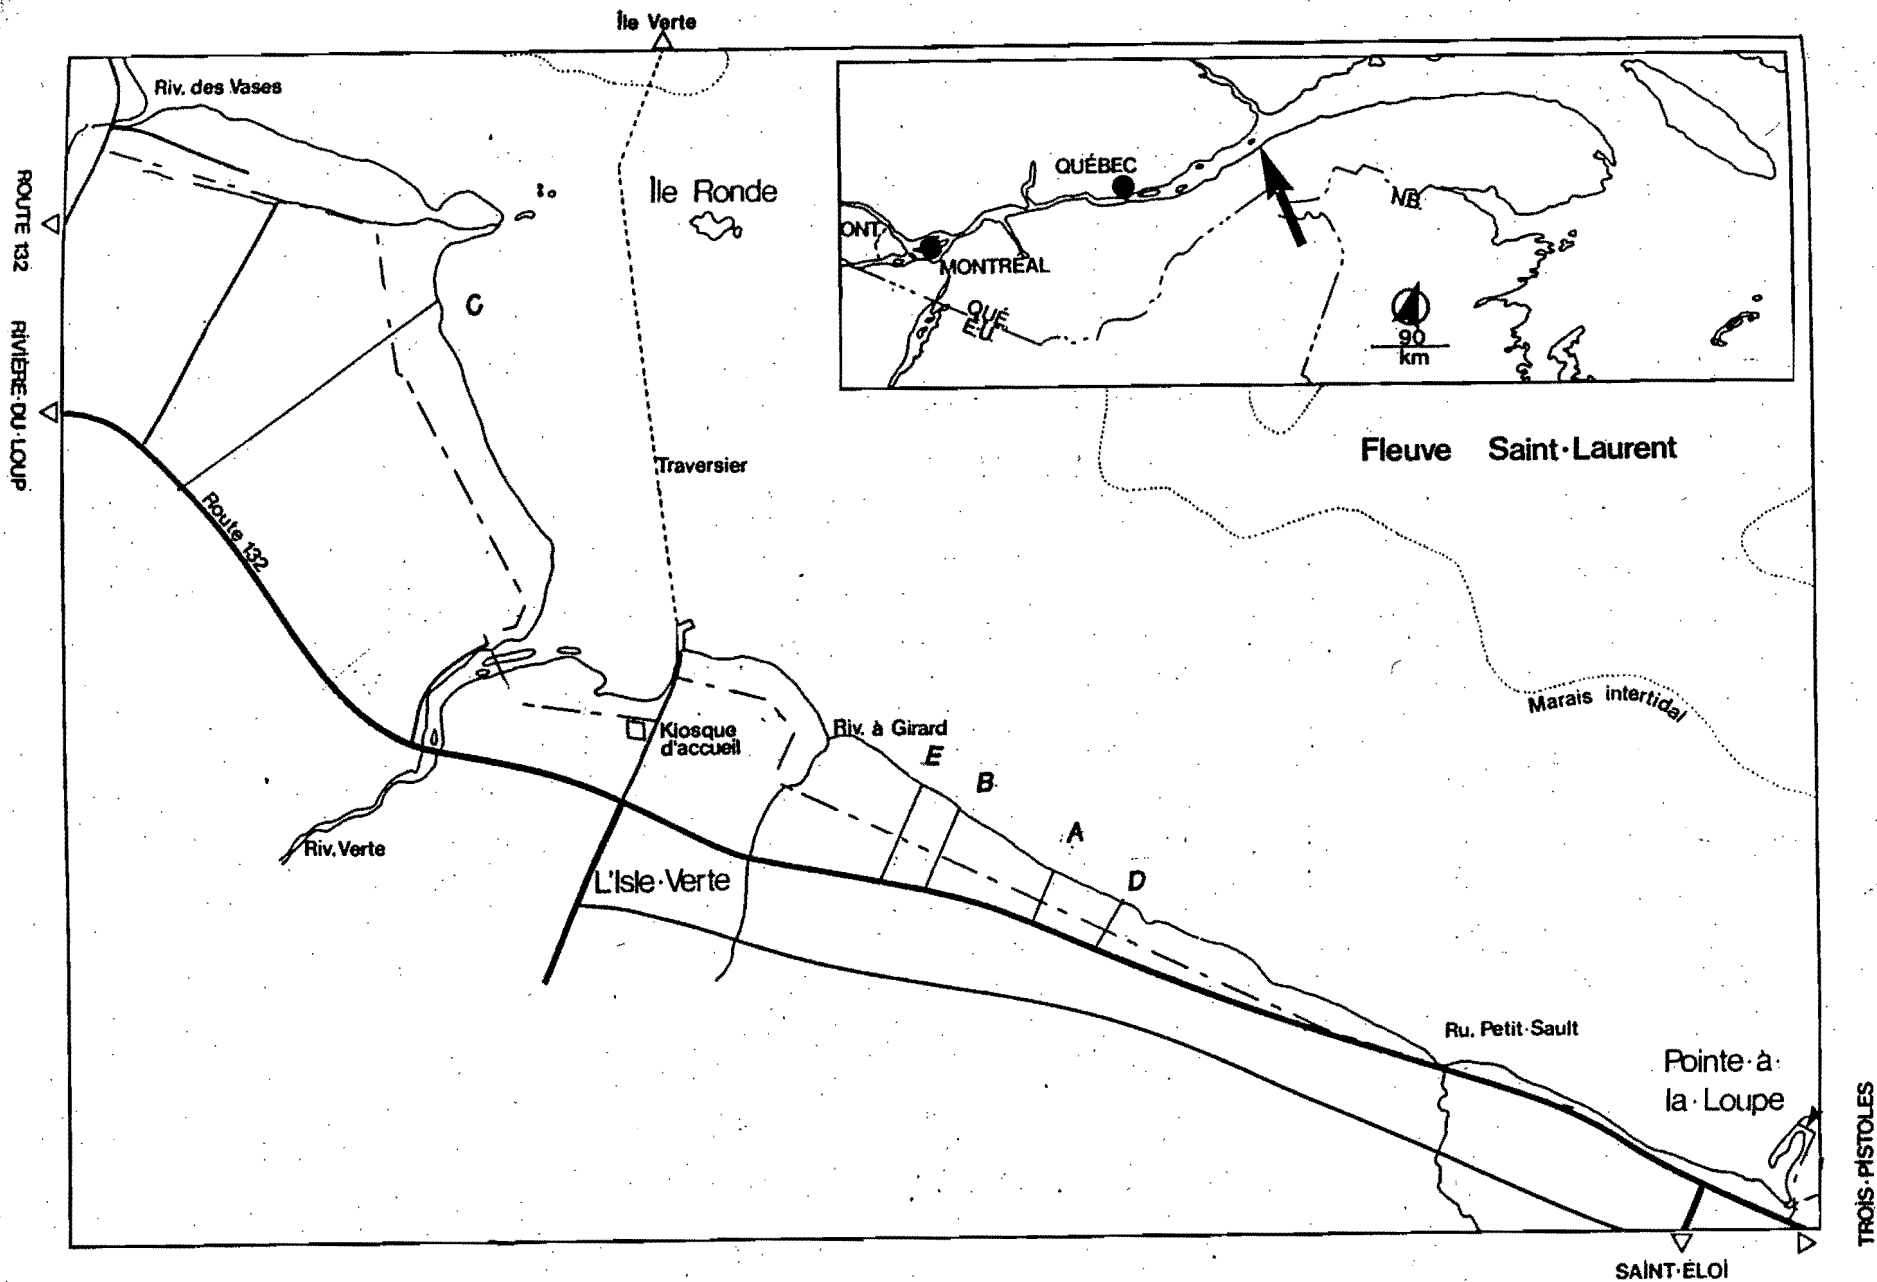 Île Verte
Riv. des Vases
Île Ronde
QUÉBEC
ONT.
MONTRÉAL
QUÉ.
É.U.
N.B.
90
km
ROUTE 132 RIVIÈRE·DU·LOUP
C
Traversier
Fleuve Saint·Laurent
Route 132
Marais intertidal
Kiosque
d'accueil
Riv. à Girard
E
B
A
D
Riv. Verte
L'Isle·Verte
Ru. Petit·Sault
Pointe·à·
la·Loupe
TROIS·PISTOLES
SAINT·ÉLOI